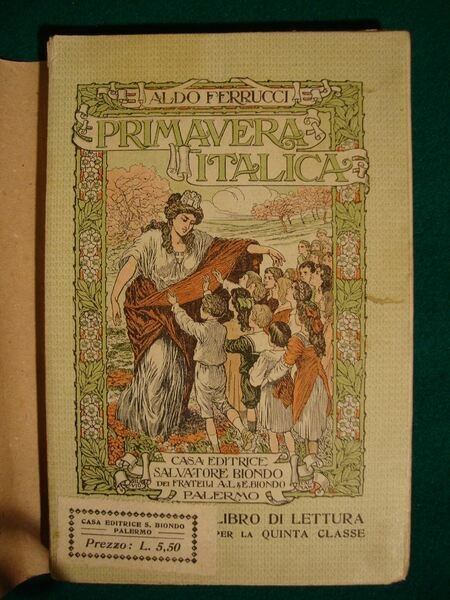 ALDO FERRUCCI
PRIMAVERA
ITALICA
CASA EDITRICE
SALVATORE BIONDO
DEI FRATELLI A. L. & E. BIONDO
PALERMO
LIBRO DI LETTURA
PER LA QUINTA CLASSE
CASA EDITRICE S. BIONDO
PALERMO
Prezzo: L. 5,50